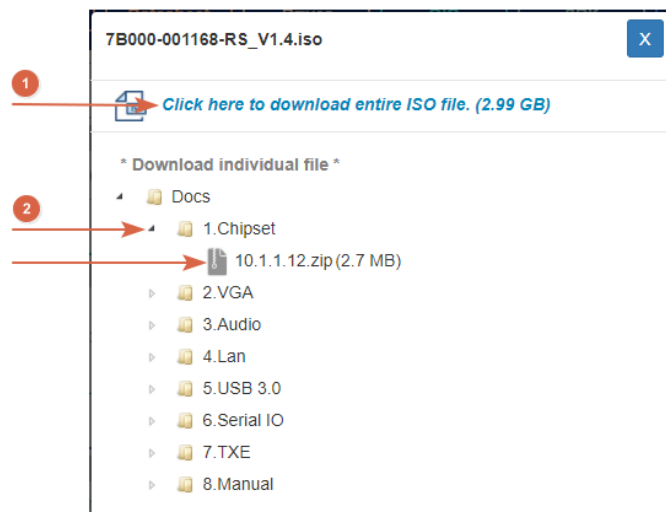 7B000-001168-RS_V1.4.iso
X
1
Click here to download entire ISO file. (2.99 GB)
* Download individual file *
Docs
2
1.Chipset
10.1.1.12.zip (2.7 MB)
2.VGA
3.Audio
4.Lan
5.USB 3.0
6.Serial IO
7.TXE
8.Manual